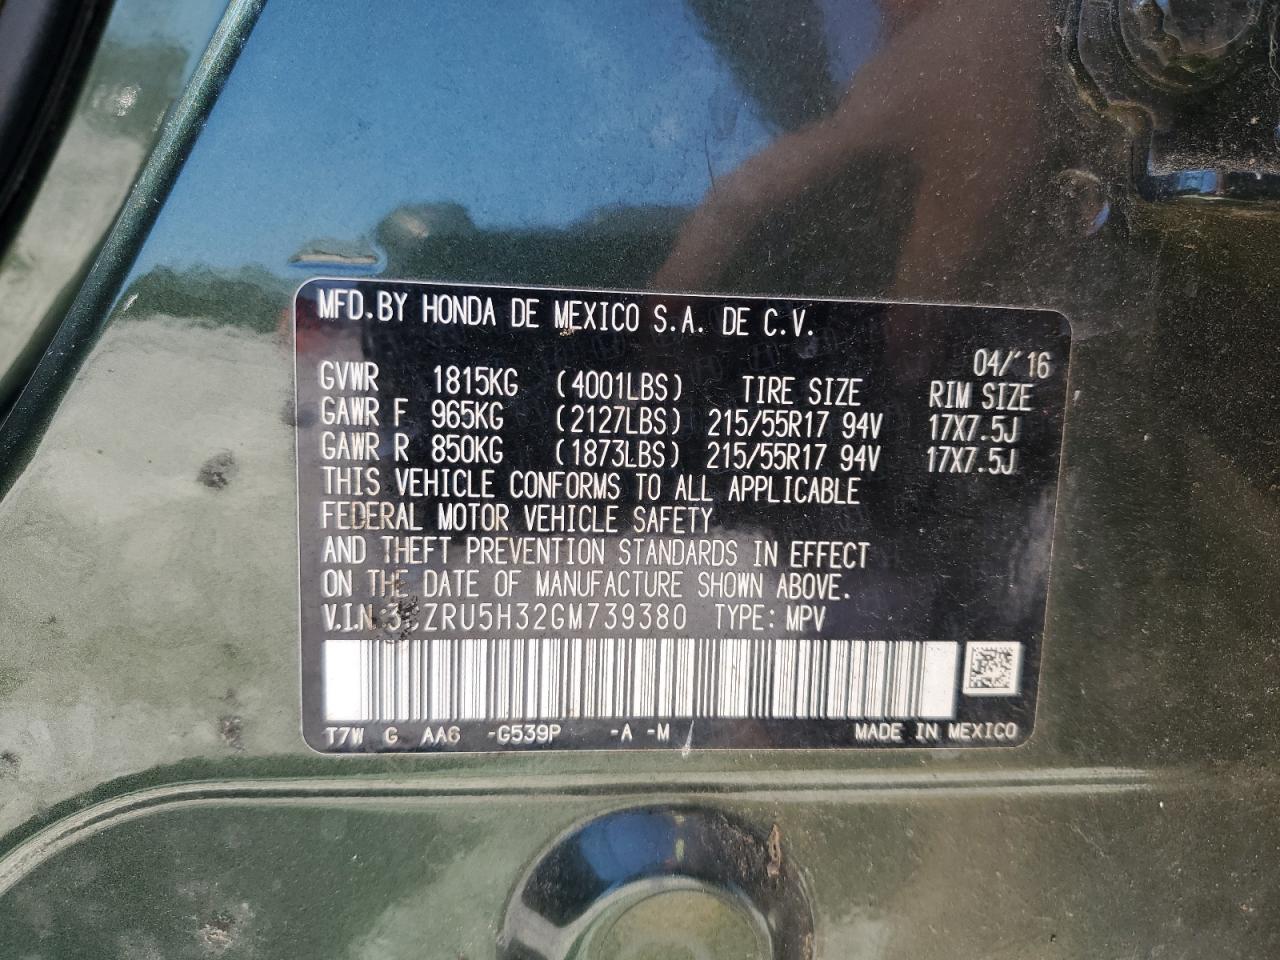 MFD.BY HONDA DE MEXICO S.A. DE C.V.
04/'16
GVWR 1815KG (4001LBS) TIRE SIZE RIM SIZE
GAWR F 965KG (2127LBS) 215/55R17 94V 17X7.5J
GAWR R 850KG (1873LBS) 215/55R17 94V 17X7.5J
THIS VEHICLE CONFORMS TO ALL APPLICABLE
FEDERAL MOTOR VEHICLE SAFETY
AND THEFT PREVENTION STANDARDS IN EFFECT
ON THE DATE OF MANUFACTURE SHOWN ABOVE.
V.I.N: TYPE: MPV
T7W G AA6 -G539P -A -M MADE IN MEXICO